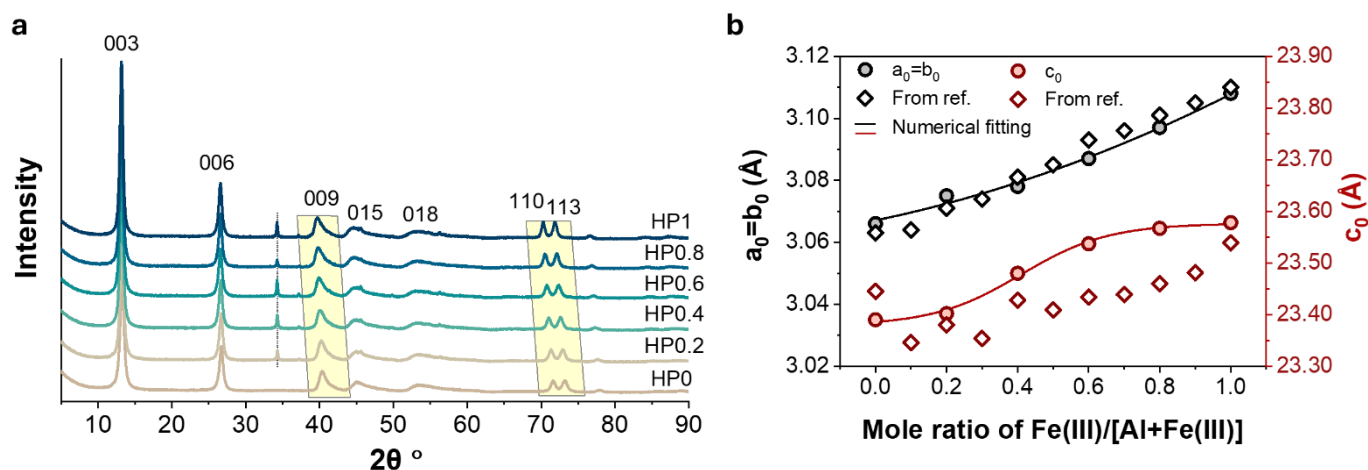 a
003
006
009
015
018
110
113
HP1
HP0.8
HP0.6
HP0.4
HP0.2
HP0
Intensity
10 20 30 40 50 60 70 80 90
2θ °
b
a₀=b₀ (Å)
3.12
3.10
3.08
3.06
3.04
3.02
a₀=b₀ c₀
From ref. From ref.
Numerical fitting
23.90
23.80
23.70
23.60
23.50
23.40
23.30
c₀ (Å)
0.0 0.2 0.4 0.6 0.8 1.0
Mole ratio of Fe(III)/[Al+Fe(III)]